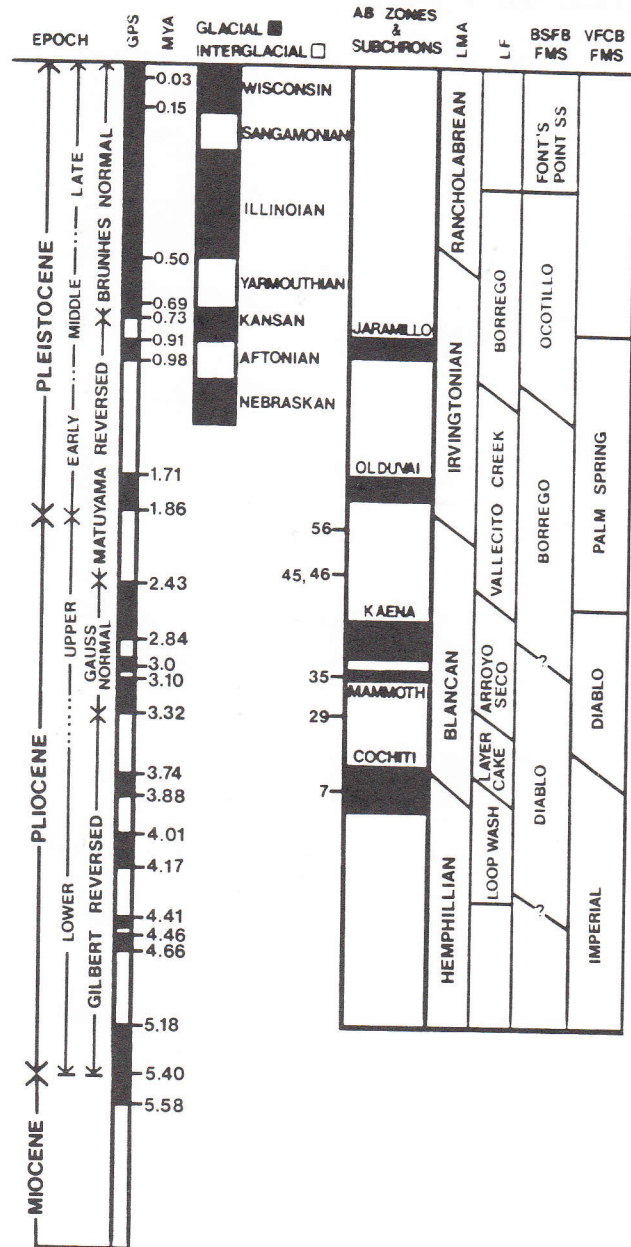 EPOCH
GPS
MYA
GLACIAL
INTERGLACIAL
AB ZONES
&
SUBCHRONS
LMA
LF
BSFB
FMS
VFCB
FMS
PLEISTOCENE
PLIOCENE
MIOCENE
LATE
MIDDLE
EARLY
UPPER
LOWER
BRUNHES NORMAL
MATUYAMA REVERSED
GAUSS
NORMAL
GILBERT REVERSED
0.03
0.15
0.50
0.69
0.73
0.91
0.98
1.71
1.86
2.43
2.84
3.0
3.10
3.32
3.74
3.88
4.01
4.17
4.41
4.46
4.66
5.18
5.40
5.58
WISCONSIN
SANGAMONIAN
ILLINOIAN
YARMOUTHIAN
KANSAN
AFTONIAN
NEBRASKAN
JARAMILLO
OLDUVAI
56
45, 46
KAENA
35
MAMMOTH
29
COCHITI
7
RANCHOLABREAN
IRVINGTONIAN
BLANCAN
HEMPHILLIAN
BORREGO
VALLECITO CREEK
ARROYO
SECO
LAYER
CAKE
LOOP WASH
FONT'S
POINT SS
OCOTILLO
BORREGO
?
DIABLO
?
PALM SPRING
DIABLO
IMPERIAL